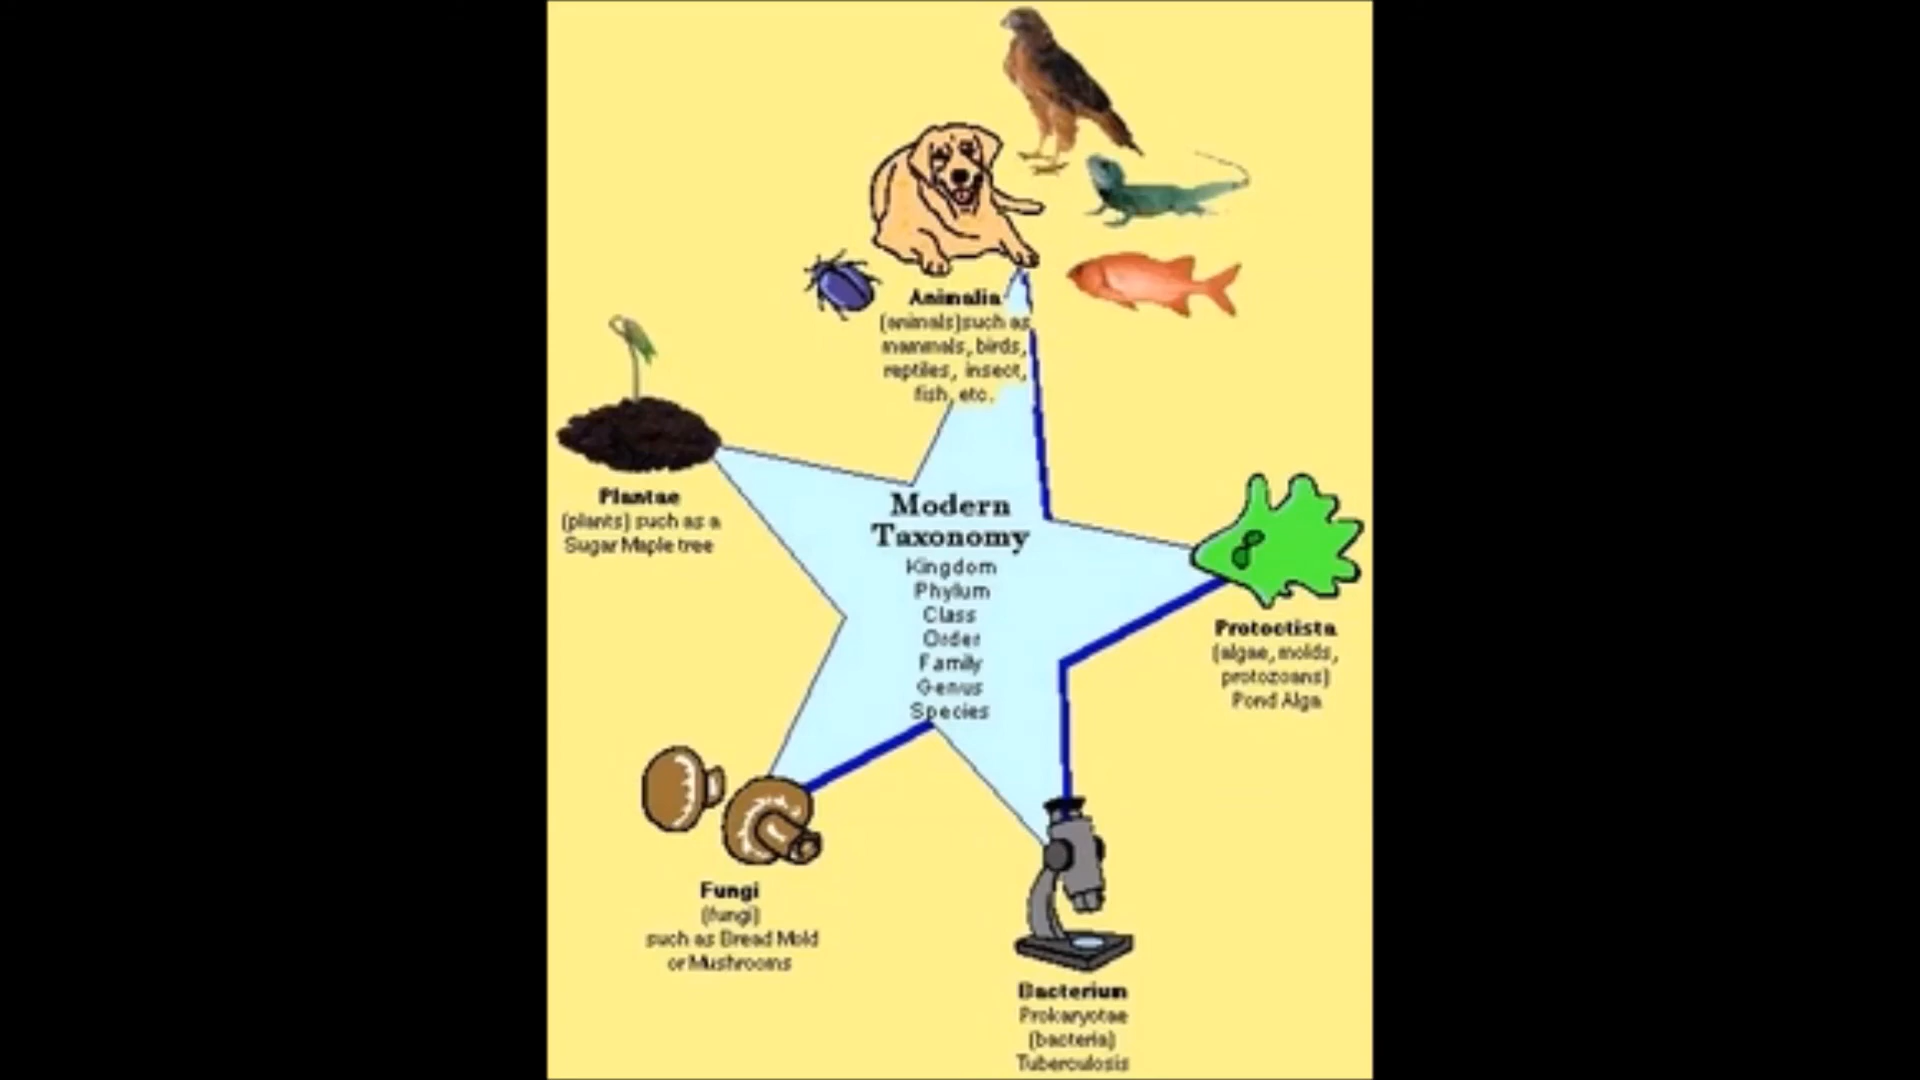 Animalia
(animals)such as
mammals, birds,
reptiles, insect,
fish, etc.
Plantae
(plants) such as a
Sugar Maple tree
Modern
Taxonomy
Kingdom
Phylum
Class
Order
Family
Genus
Species
Protoctista
(algae, molds,
protozoans)
Pond Alga
Fungi
(fungi)
such as Bread Mold
or Mushrooms
Bacterium
Prokaryotae
(bacteria)
Tuberculosis